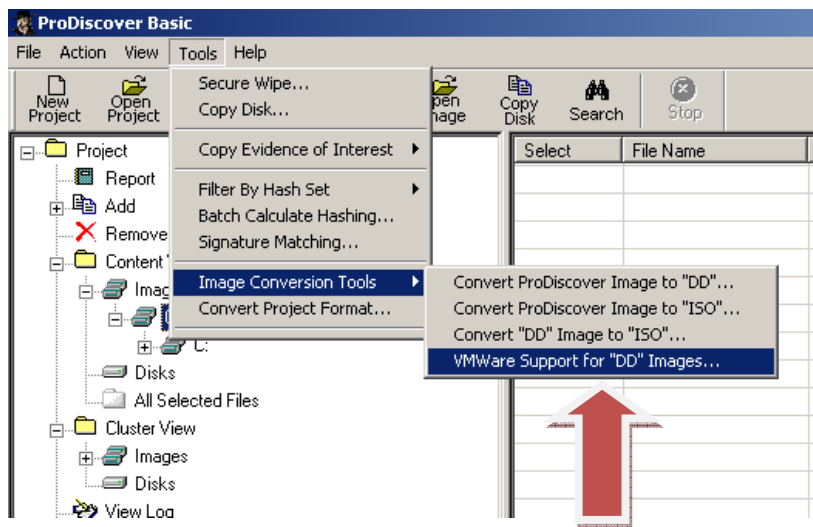 ProDiscover Basic
File Action View Tools Help
New Project
Open Project
Copy Disk
Search
Stop
Secure Wipe...
Copy Disk...
Copy Evidence of Interest
Filter By Hash Set
Batch Calculate Hashing...
Signature Matching...
Image Conversion Tools
Convert Project Format...
Convert ProDiscover Image to "DD"...
Convert ProDiscover Image to "ISO"...
Convert "DD" Image to "ISO"...
VMWare Support for "DD" Images...
Select File Name
Project
Report
Add
Remove
Content
C:
Disks
All Selected Files
Cluster View
Images
Disks
View Log